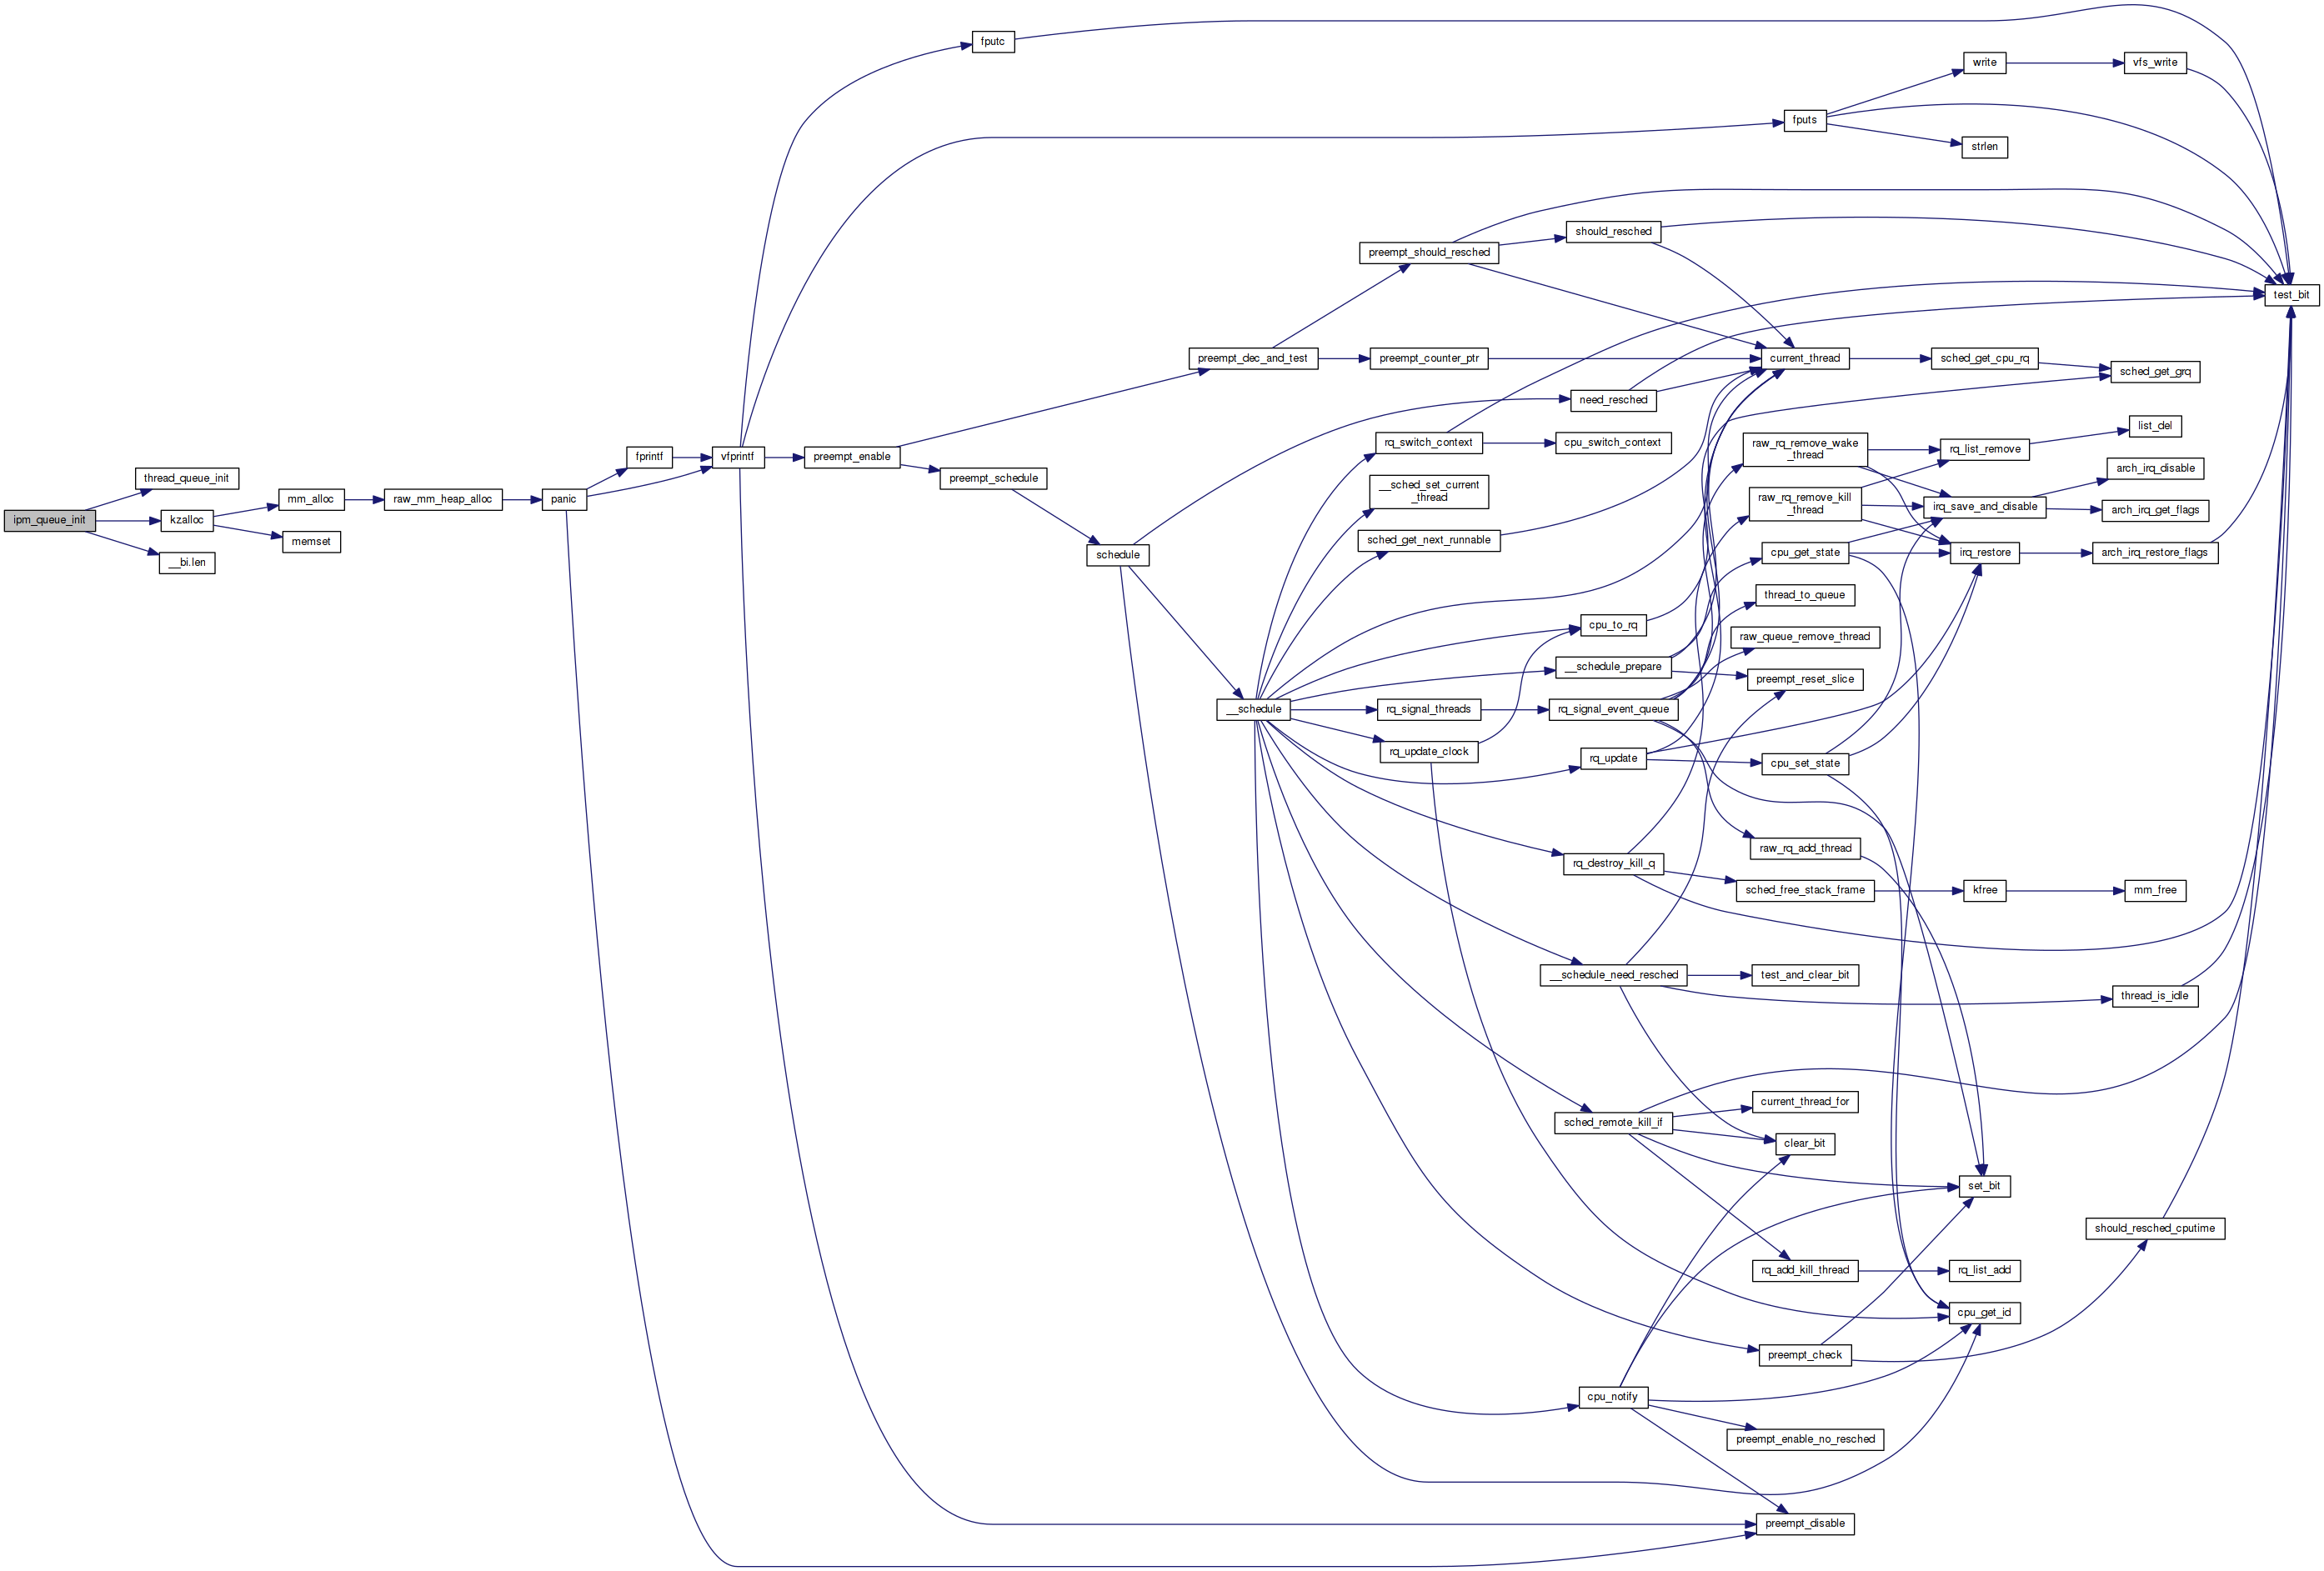 fputc
write
vfs_write
fputs
strlen
should_resched
preempt_should_resched
test_bit
preempt_dec_and_test
preempt_counter_ptr
current_thread
sched_get_cpu_rq
sched_get_grq
need_resched
list_del
rq_switch_context
cpu_switch_context
raw_rq_remove_wake
_thread
rq_list_remove
fprintf
vfprintf
preempt_enable
arch_irq_disable
thread_queue_init
preempt_schedule
__sched_set_current
_thread
mm_alloc
raw_mm_heap_alloc
panic
raw_rq_remove_kill
_thread
irq_save_and_disable
arch_irq_get_flags
ipm_queue_init
kzalloc
memset
sched_get_next_runnable
schedule
cpu_get_state
irq_restore
arch_irq_restore_flags
__bi.len
thread_to_queue
cpu_to_rq
raw_queue_remove_thread
__schedule_prepare
preempt_reset_slice
__schedule
rq_signal_threads
rq_signal_event_queue
rq_update_clock
rq_update
cpu_set_state
raw_rq_add_thread
rq_destroy_kill_q
sched_free_stack_frame
kfree
mm_free
__schedule_need_resched
test_and_clear_bit
thread_is_idle
current_thread_for
sched_remote_kill_if
clear_bit
set_bit
should_resched_cputime
rq_add_kill_thread
rq_list_add
cpu_get_id
preempt_check
cpu_notify
preempt_enable_no_resched
preempt_disable